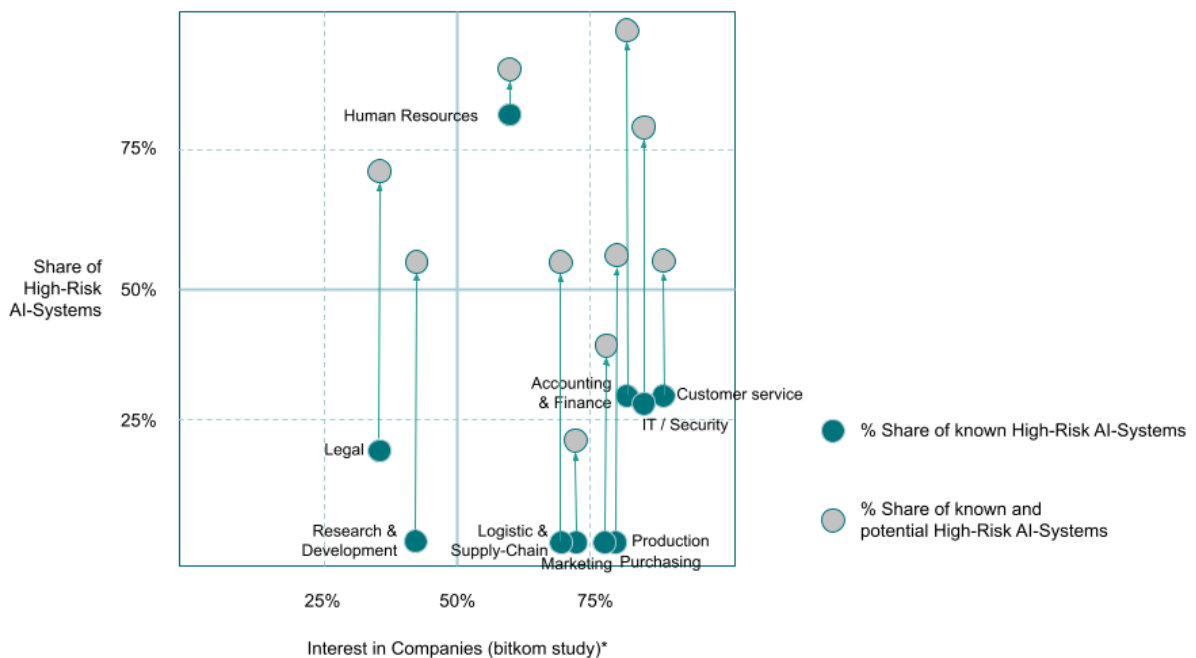 Human Resources
75%
Share of
High-Risk
AI-Systems
50%
Accounting
& Finance
Customer service
IT / Security
25%
Legal
% Share of known High-Risk AI-Systems
% Share of known and
potential High-Risk AI-Systems
Research &
Development
Logistic &
Supply-Chain
Marketing
Production
Purchasing
25%
50%
75%
Interest in Companies (bitkom study)*